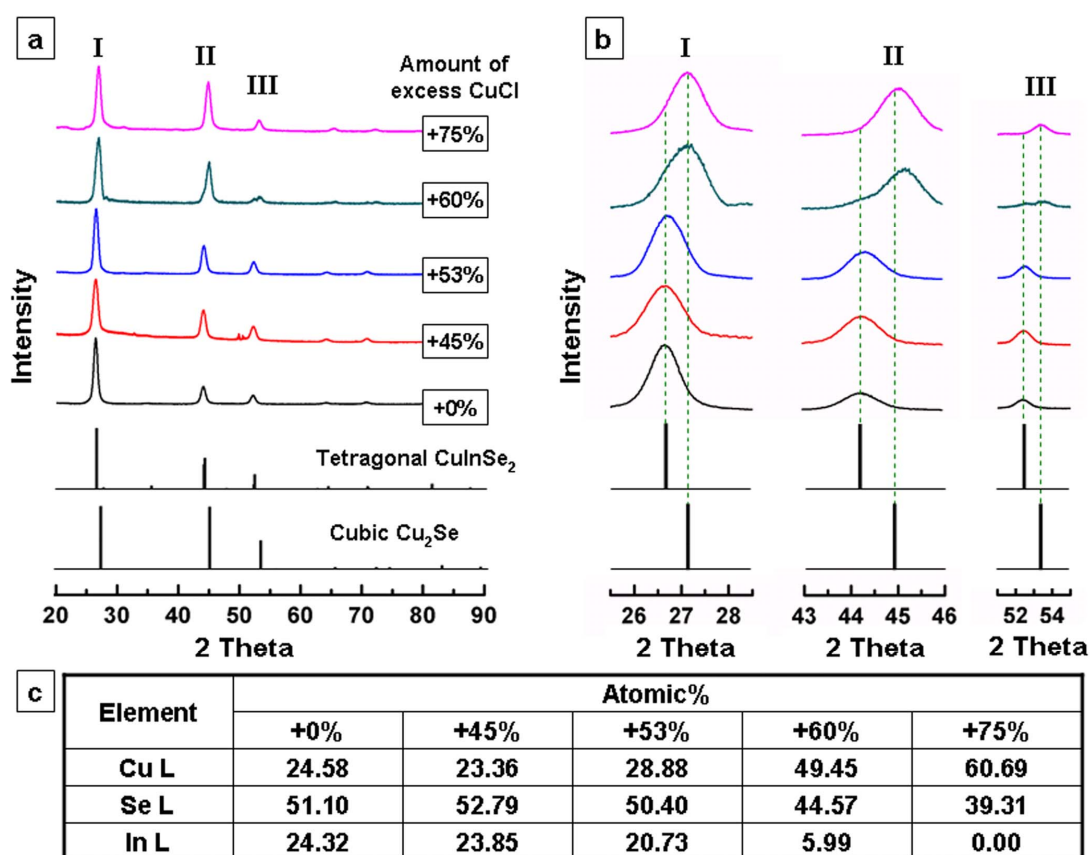 a
I II III
Amount of
excess CuCl
+75%
+60%
+53%
+45%
+0%
Tetragonal CuInSe₂
Cubic Cu₂Se
Intensity
20 30 40 50 60 70 80 90
2 Theta
b
I II III
Intensity
26 27 28 43 44 45 46 52 54
2 Theta 2 Theta 2 Theta
c
Element Atomic%
+0% +45% +53% +60% +75%
Cu L 24.58 23.36 28.88 49.45 60.69
Se L 51.10 52.79 50.40 44.57 39.31
In L 24.32 23.85 20.73 5.99 0.00